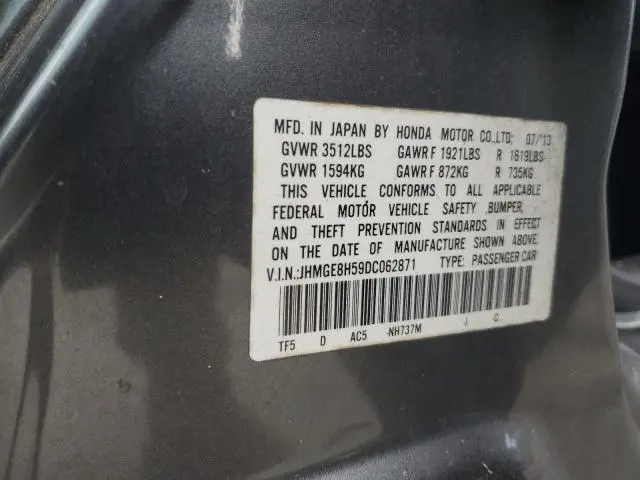 MFD. IN JAPAN BY HONDA MOTOR CO.,LTD; 07/'13
GVWR 3512LBS GAWR F 1921LBS R 1619LBS
GVWR 1594KG GAWR F 872KG R 735KG
THIS VEHICLE CONFORMS TO ALL APPLICABLE
FEDERAL MOTOR VEHICLE SAFETY ,BUMPER,
AND THEFT PREVENTION STANDARDS IN EFFECT
ON THE DATE OF MANUFACTURE SHOWN ABOVE.
V.I.N.:JHMGE8H59DC062871 TYPE: PASSENGER CAR
TF5 D AC5 -NH737M J C